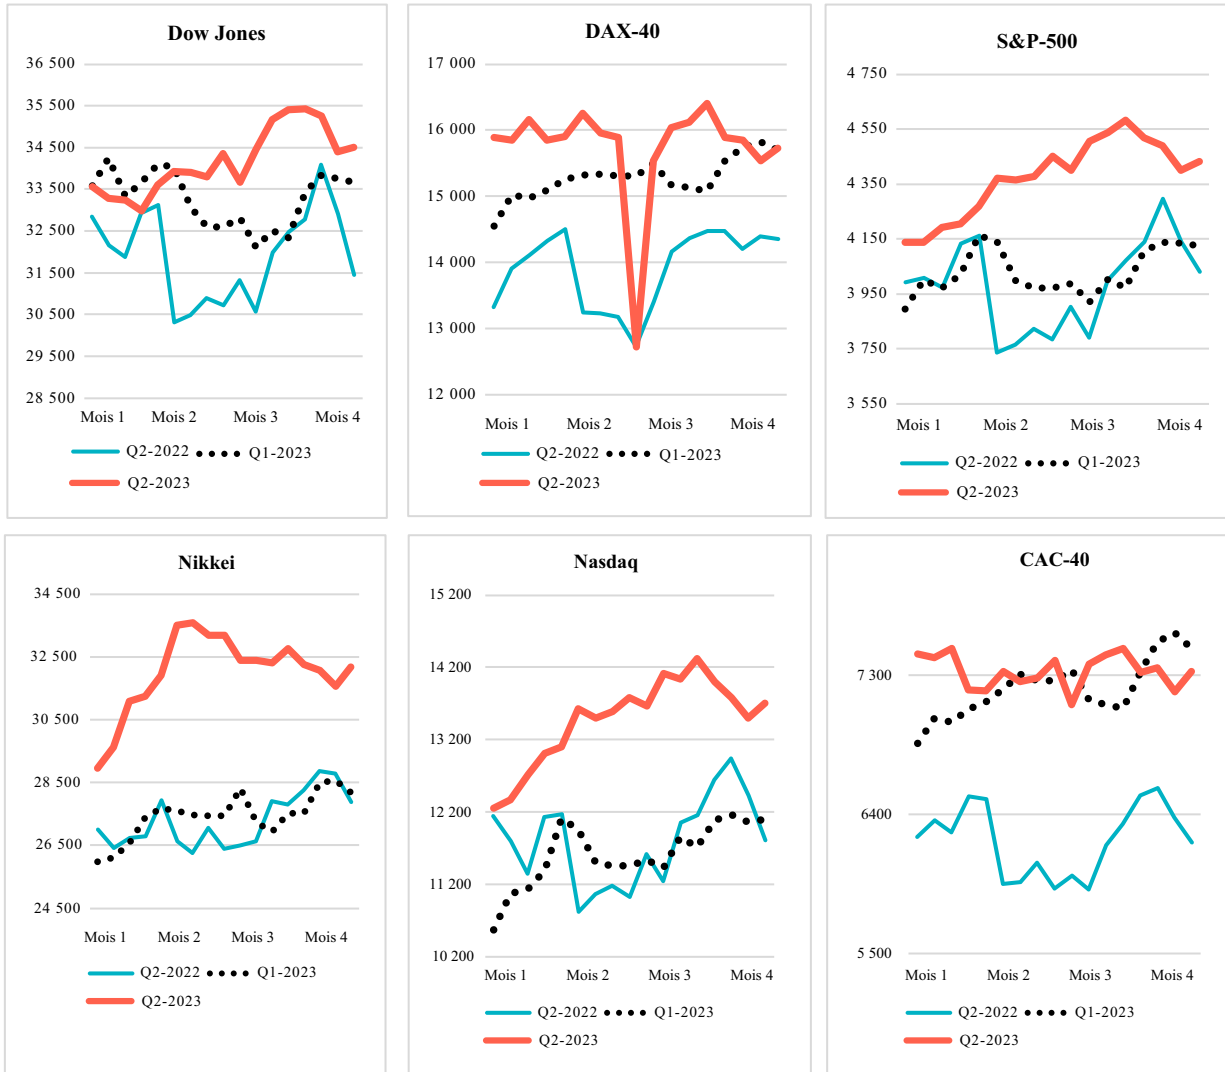 Dow Jones
36 500
35 500
34 500
33 500
32 500
31 500
30 500
29 500
28 500
Mois 1 Mois 2 Mois 3 Mois 4
Q2-2022 Q1-2023
Q2-2023
DAX-40
17 000
16 000
15 000
14 000
13 000
12 000
Mois 1 Mois 2 Mois 3 Mois 4
Q2-2022 Q1-2023
Q2-2023
S&P-500
4 750
4 550
4 350
4 150
3 950
3 750
3 550
Mois 1 Mois 2 Mois 3 Mois 4
Q2-2022 Q1-2023
Q2-2023
Nikkei
34 500
32 500
30 500
28 500
26 500
24 500
Mois 1 Mois 2 Mois 3 Mois 4
Q2-2022 Q1-2023
Q2-2023
Nasdaq
15 200
14 200
13 200
12 200
11 200
10 200
Mois 1 Mois 2 Mois 3 Mois 4
Q2-2022 Q1-2023
Q2-2023
CAC-40
7 300
6 400
5 500
Mois 1 Mois 2 Mois 3 Mois 4
Q2-2022 Q1-2023
Q2-2023